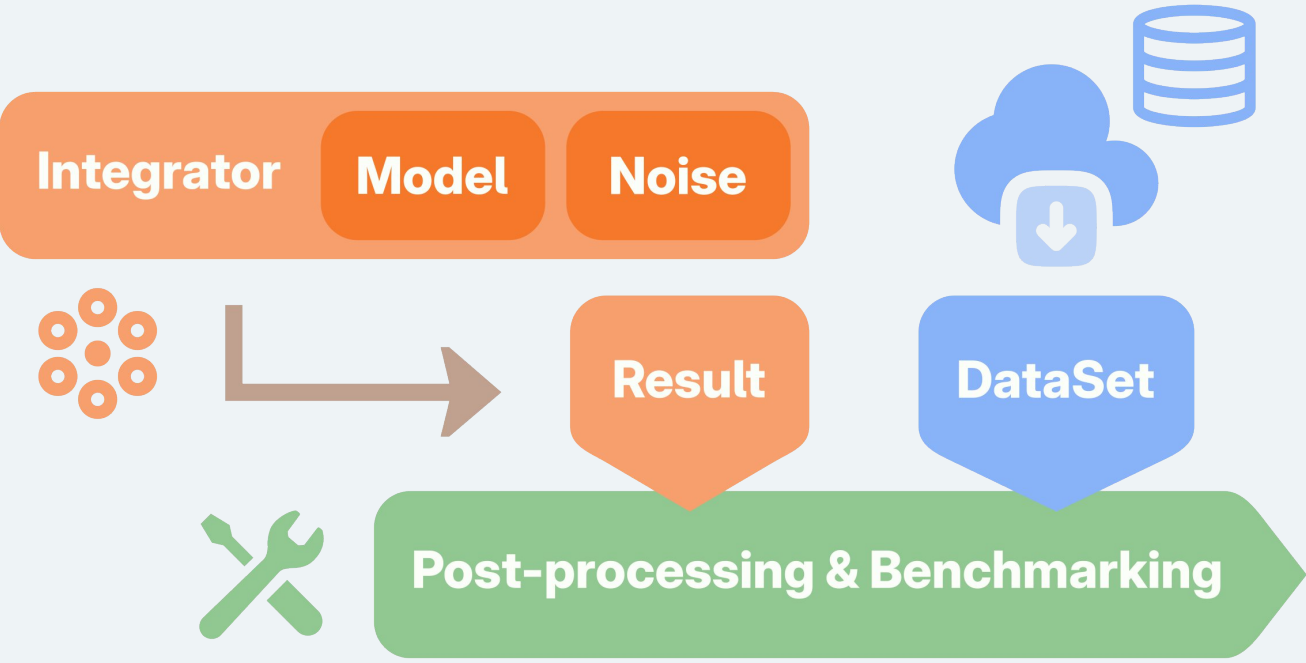 Integrator Model Noise
Result DataSet
Post-processing & Benchmarking